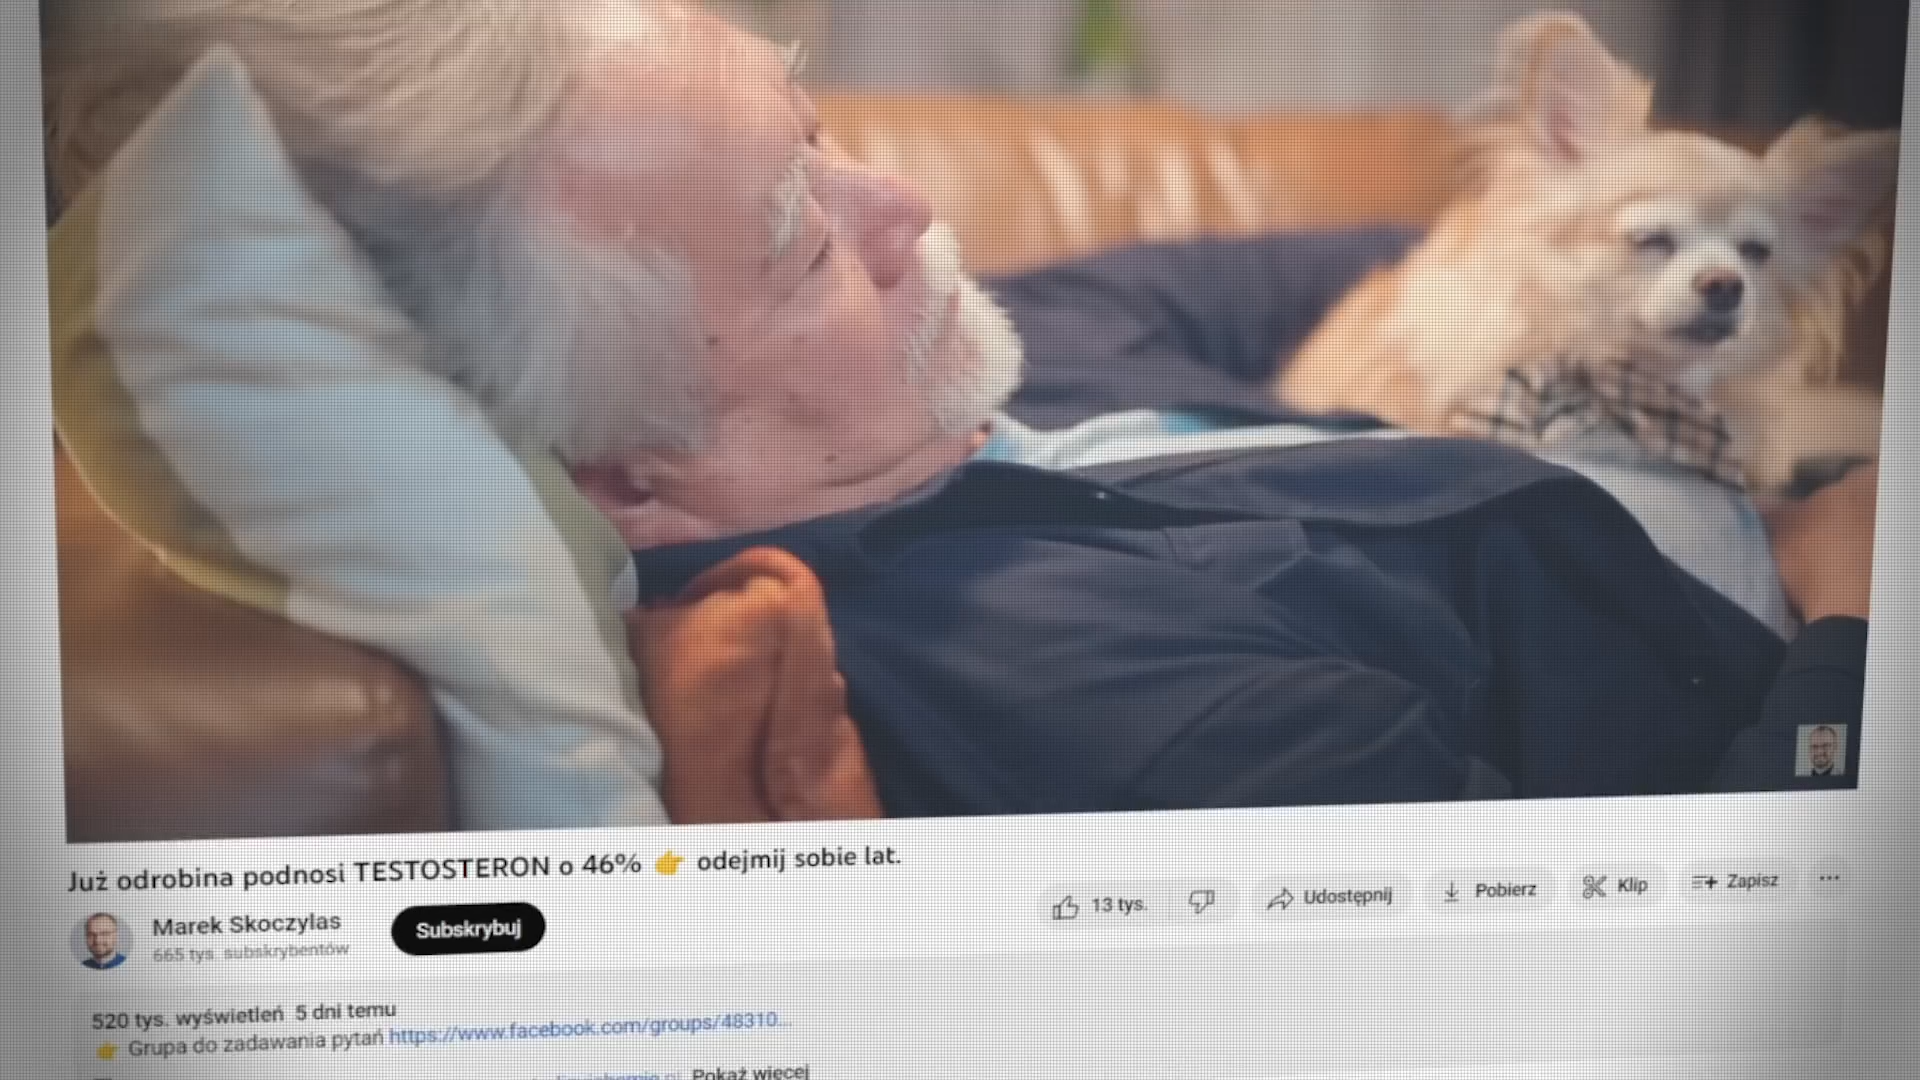 Już odrobina podnosi TESTOSTERON o 46% 👉 odejmij sobie lat.
Marek Skoczylas
665 tys. subskrybentów
Subskrybuj
13 tys.
Udostępnij
Pobierz
Klip
Zapisz
520 tys. wyświetleń 5 dni temu
👉 Grupa do zadawania pytań https://www.facebook.com/groups/48310...
Pokaż więcej